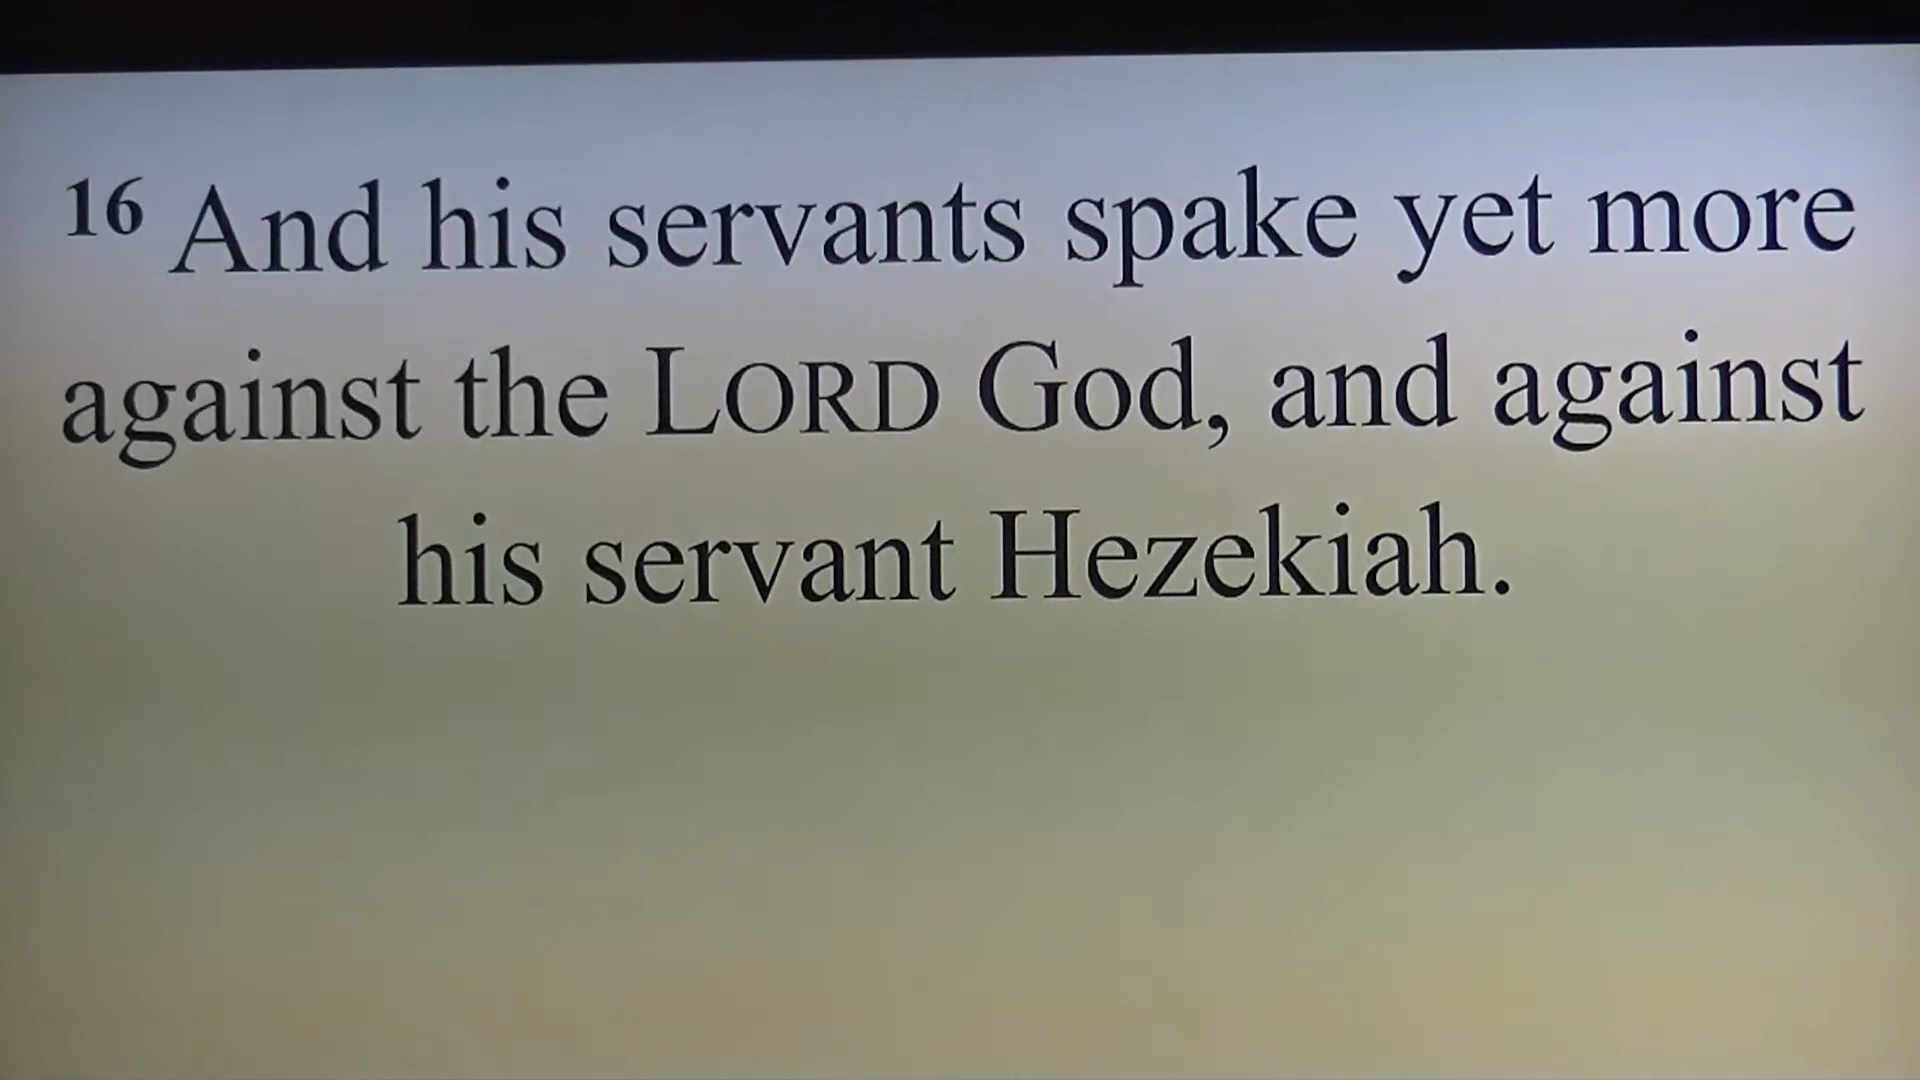 16 And his servants spake yet more
against the LORD God, and against
his servant Hezekiah.